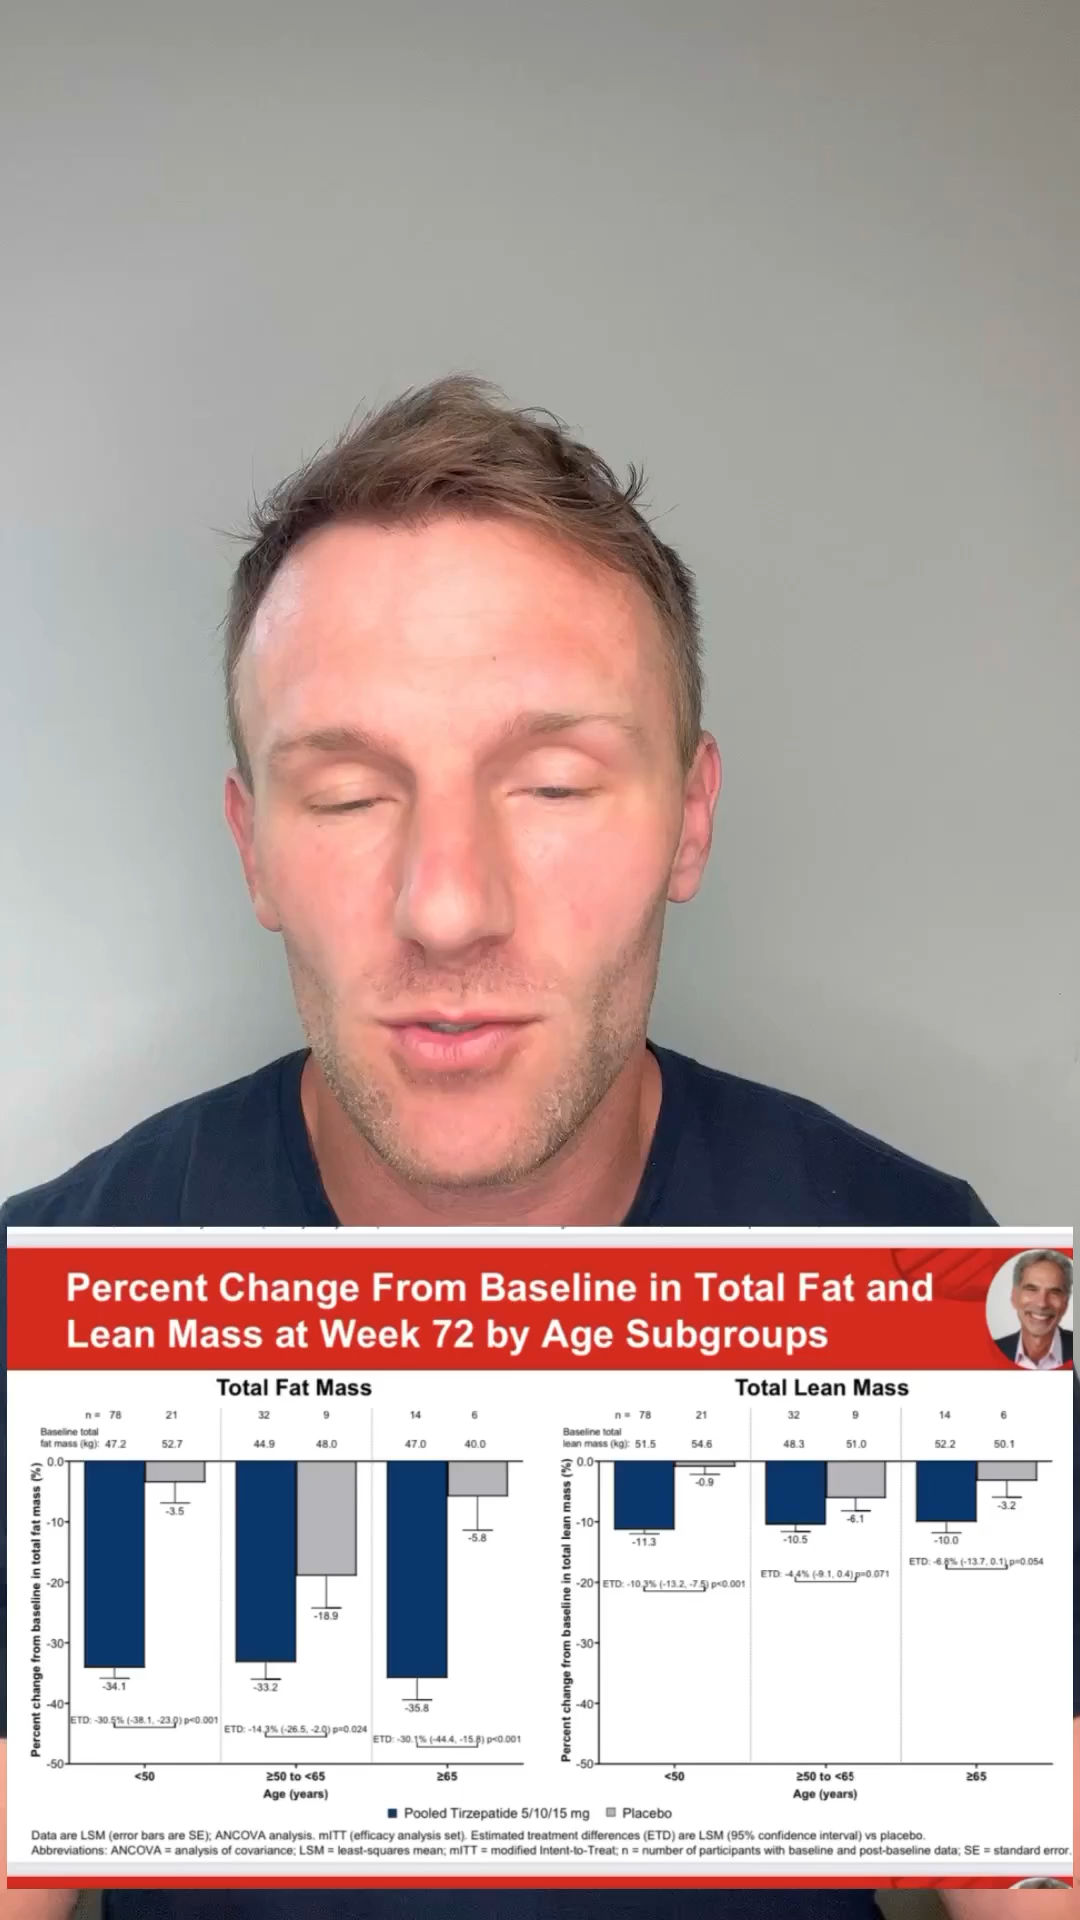 Percent Change From Baseline in Total Fat and
Lean Mass at Week 72 by Age Subgroups
Total Fat Mass
n = 78 21 32 9 14 6
Baseline total
fat mass (kg): 47.2 52.7 44.9 48.0 47.0 40.0
Percent change from baseline in total fat mass (%)
0.0
-10
-20
-30
-40
-50
-3.5
-5.8
-18.9
-34.1
-33.2
-35.8
ETD: -30.5% (-38.1, -23.0) p<0.001
ETD: -14.3% (-26.5, -2.0) p=0.024
ETD: -30.1% (-44.4, -15.8) p<0.001
<50 ≥50 to <65 ≥65
Age (years)
Total Lean Mass
n = 78 21 32 9 14 6
Baseline total
lean mass (kg): 51.5 54.6 48.3 51.0 52.2 50.1
Percent change from baseline in total lean mass (%)
0.0
-10
-20
-30
-40
-50
-0.9
-3.2
-6.1
-11.3
-10.5
-10.0
ETD: -10.3% (-13.2, -7.5) p<0.001
ETD: -4.4% (-9.1, 0.4) p=0.071
ETD: -6.8% (-13.7, 0.1) p=0.054
<50 ≥50 to <65 ≥65
Age (years)
Pooled Tirzepatide 5/10/15 mg Placebo
Data are LSM (error bars are SE); ANCOVA analysis. mITT (efficacy analysis set). Estimated treatment differences (ETD) are LSM (95% confidence interval) vs placebo.
Abbreviations: ANCOVA = analysis of covariance; LSM = least-squares mean; mITT = modified Intent-to-Treat; n = number of participants with baseline and post-baseline data; SE = standard error.